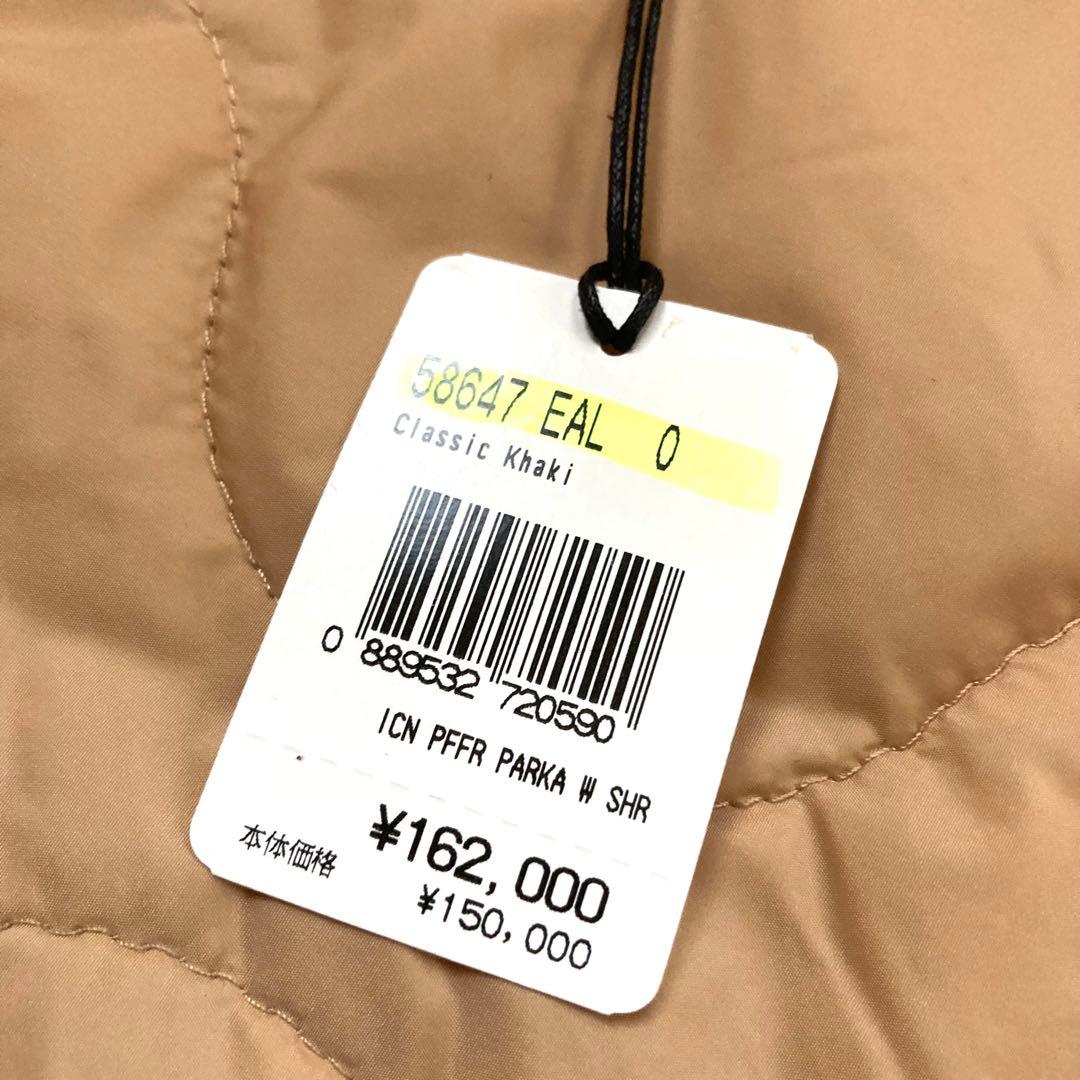 58647 EAL 0
Classic Khaki
0 889532 720590
ICN PFFR PARKA W SHR
¥162,000
本体価格 ¥150,000